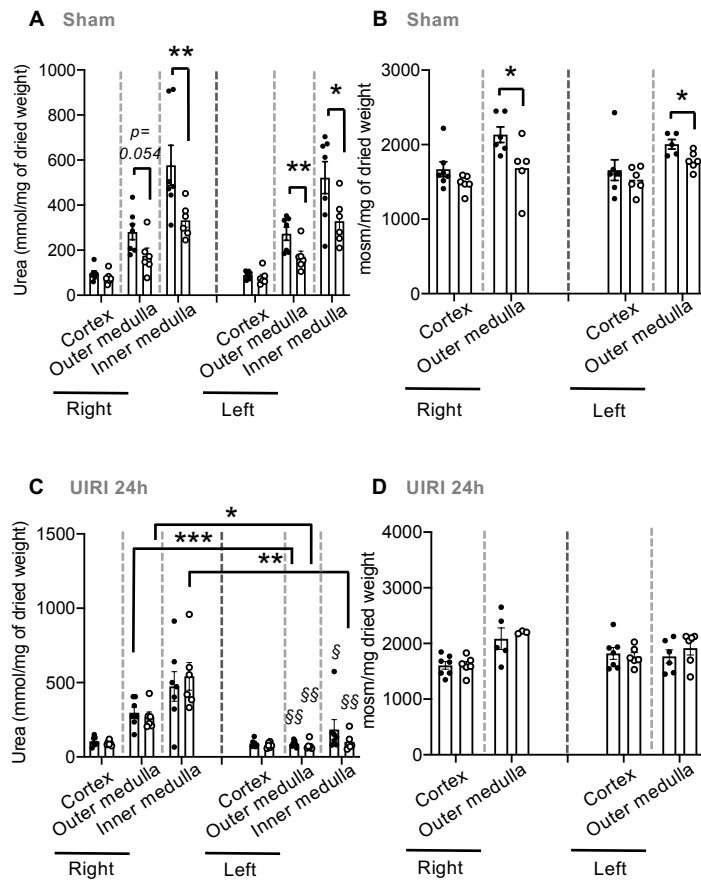 A Sham
Urea (mmol/mg of dried weight)
1000
800
600
400
200
0
p=
0.054
**
**
*
Cortex
Outer medulla
Inner medulla
Cortex
Outer medulla
Inner medulla
Right
Left
B Sham
mosm/mg of dried weight
3000
2000
1000
0
*
*
Cortex
Outer medulla
Cortex
Outer medulla
Right
Left
C UIRI 24h
Urea (mmol/mg of dried weight)
1500
1000
500
0
*
***
**
§§
§§
§
§§
Cortex
Outer medulla
Inner medulla
Cortex
Outer medulla
Inner medulla
Right
Left
D UIRI 24h
mosm/mg dried weight
4000
3000
2000
1000
0
Cortex
Outer medulla
Cortex
Outer medulla
Right
Left